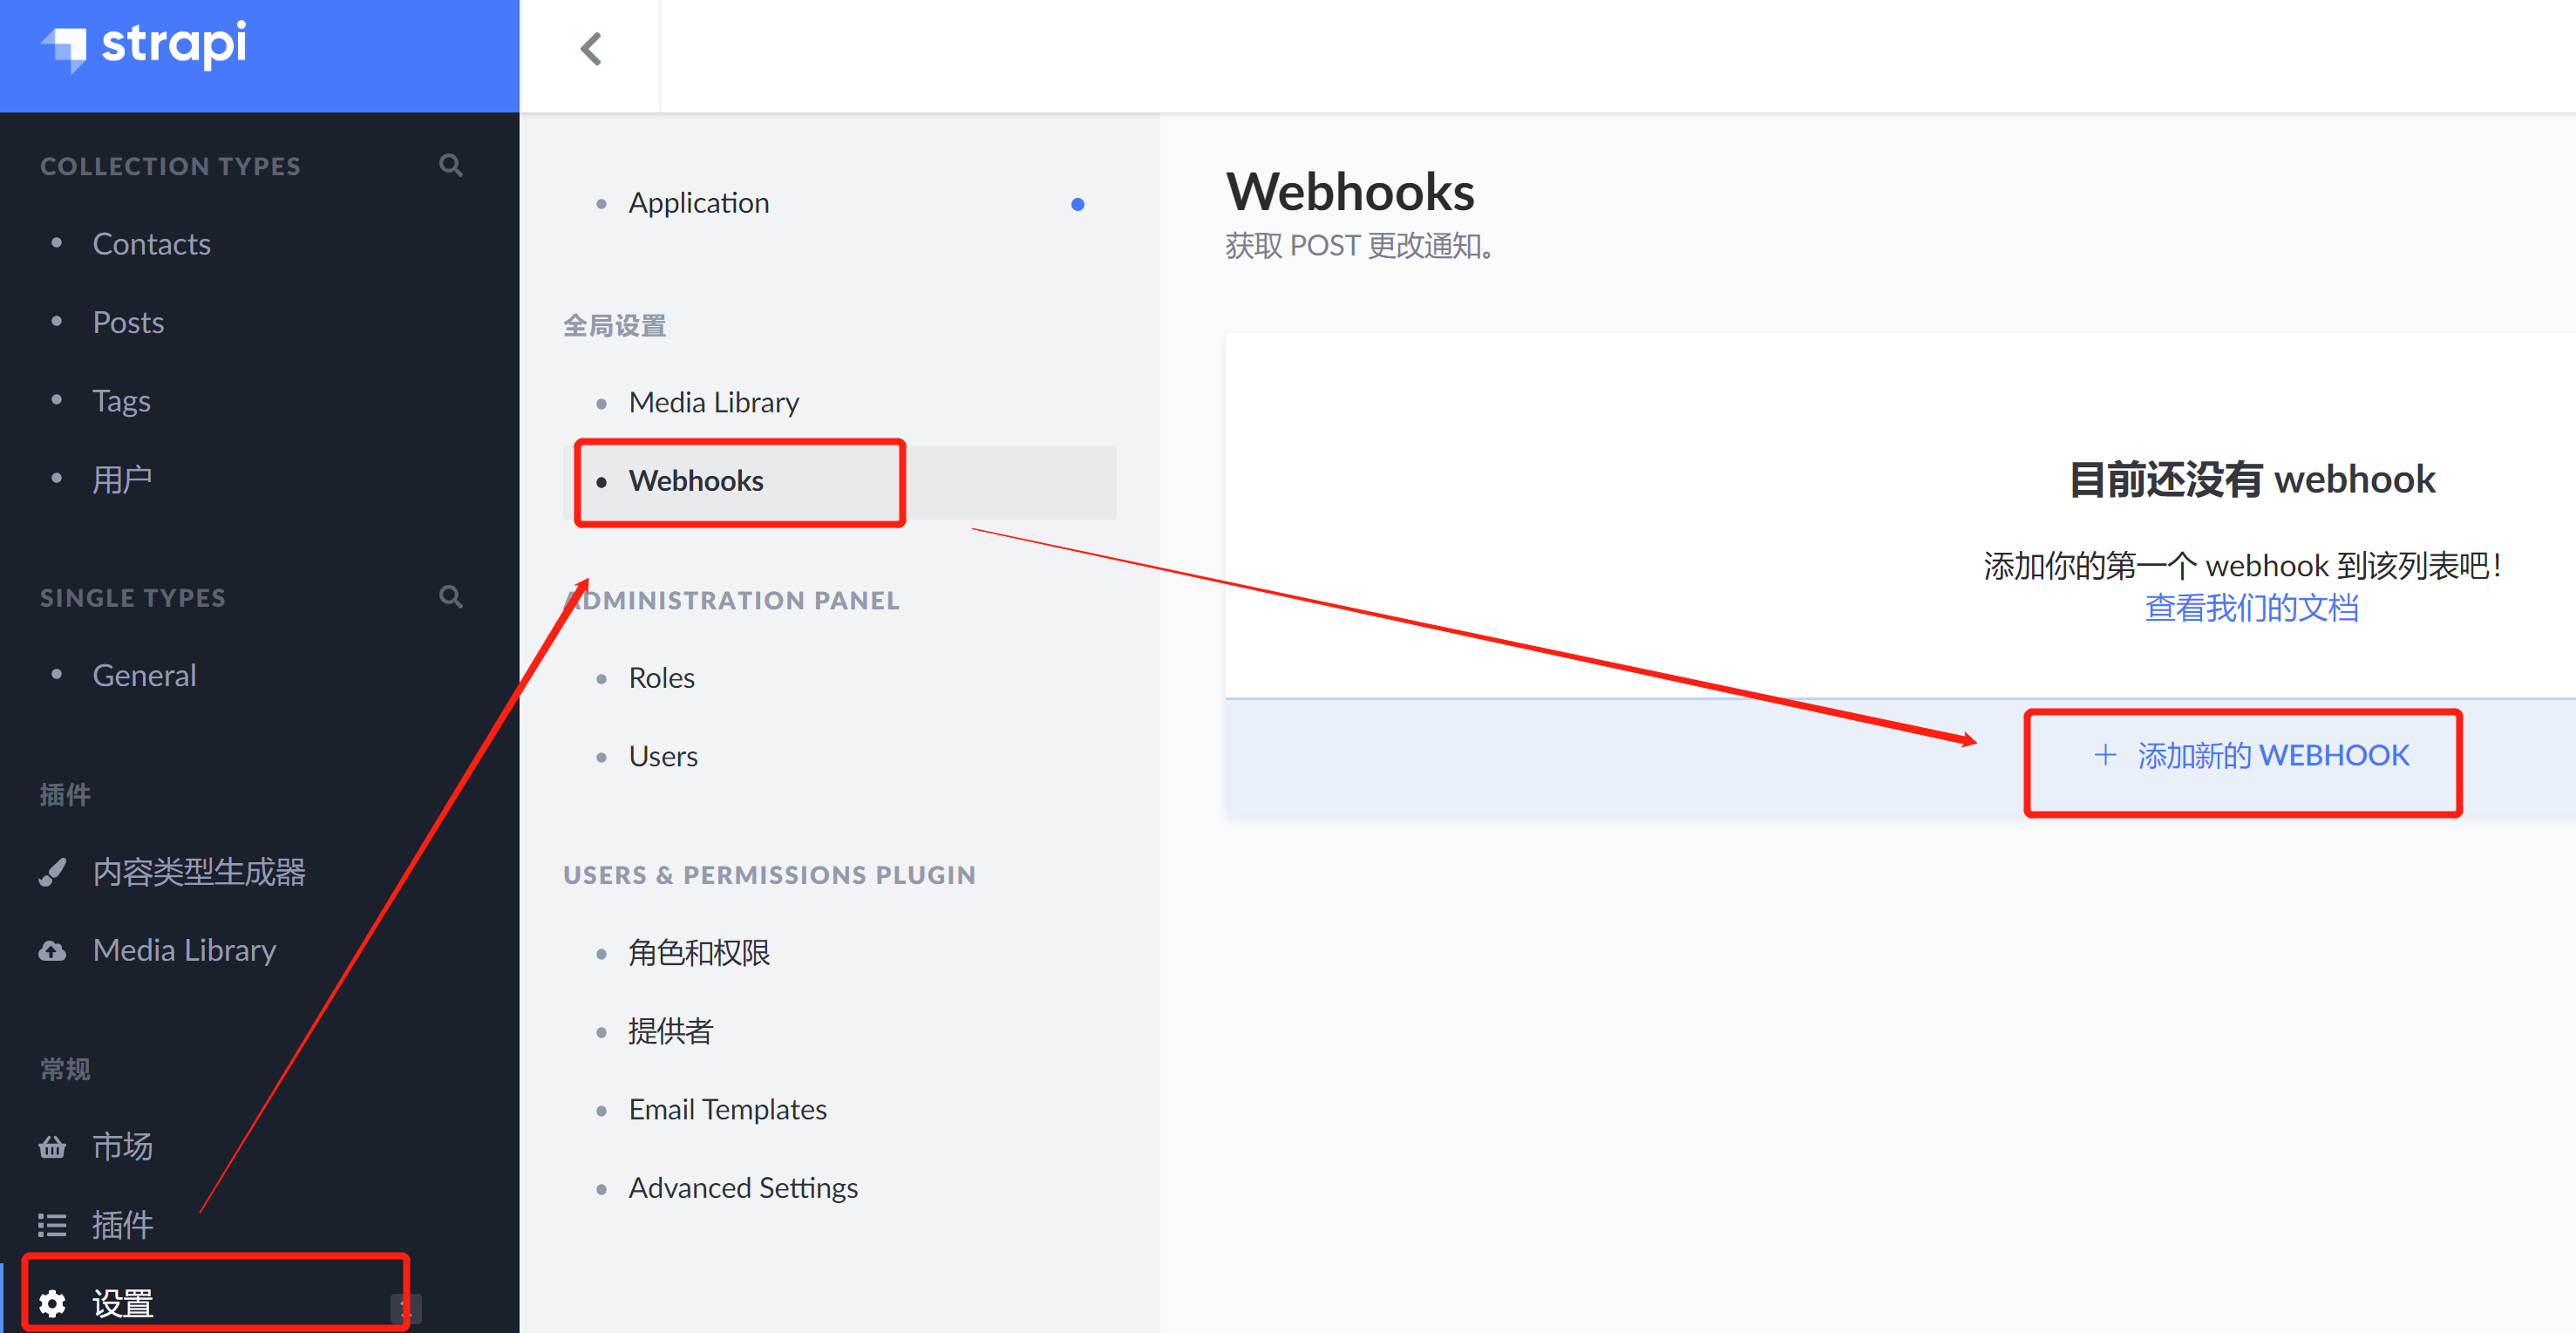 strapi
COLLECTION TYPES
Contacts
Posts
Tags
用户
SINGLE TYPES
General
插件
内容类型生成器
Media Library
常规
市场
插件
设置
Application
全局设置
Media Library
Webhooks
ADMINISTRATION PANEL
Roles
Users
USERS & PERMISSIONS PLUGIN
角色和权限
提供者
Email Templates
Advanced Settings
Webhooks
获取 POST 更改通知。
目前还没有 webhook
添加你的第一个 webhook 到该列表吧！
查看我们的文档
添加新的 WEBHOOK